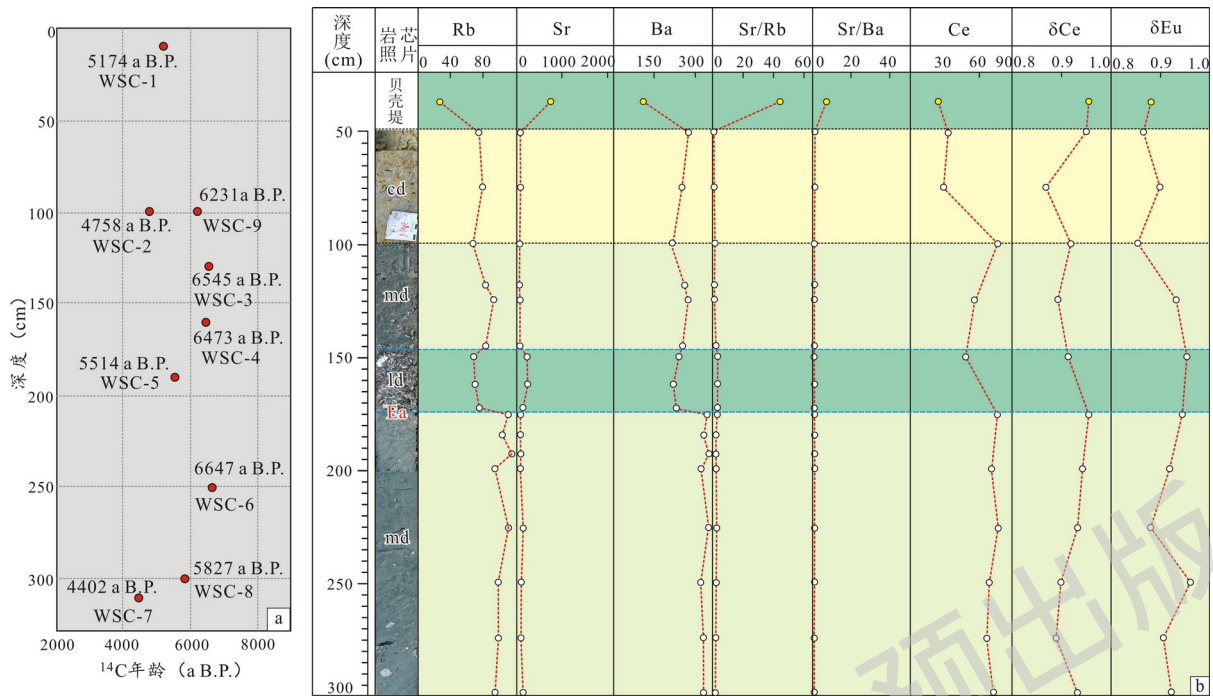 0
50
100
150
200
250
300
深度（cm）
5174 a B.P.
WSC-1
6231a B.P.
4758 a B.P.
WSC-9
WSC-2
6545 a B.P.
WSC-3
6473 a B.P.
5514 a B.P.
WSC-4
WSC-5
6647 a B.P.
WSC-6
5827 a B.P.
4402 a B.P.
WSC-8
WSC-7
a
2000 4000 6000 8000
¹⁴C年龄（a B.P.）
深度
(cm)
岩芯
照片
Rb Sr Ba Sr/Rb Sr/Ba Ce δCe δEu
0 40 80 0 1000 2000 150 300 0 20 40 60 0 20 40 30 60 90 0.8 0.9 1.0 0.8 0.9 1.0
贝壳堤
50
cd
100
md
150
ld
Ea
200
md
250
300
b
预出版